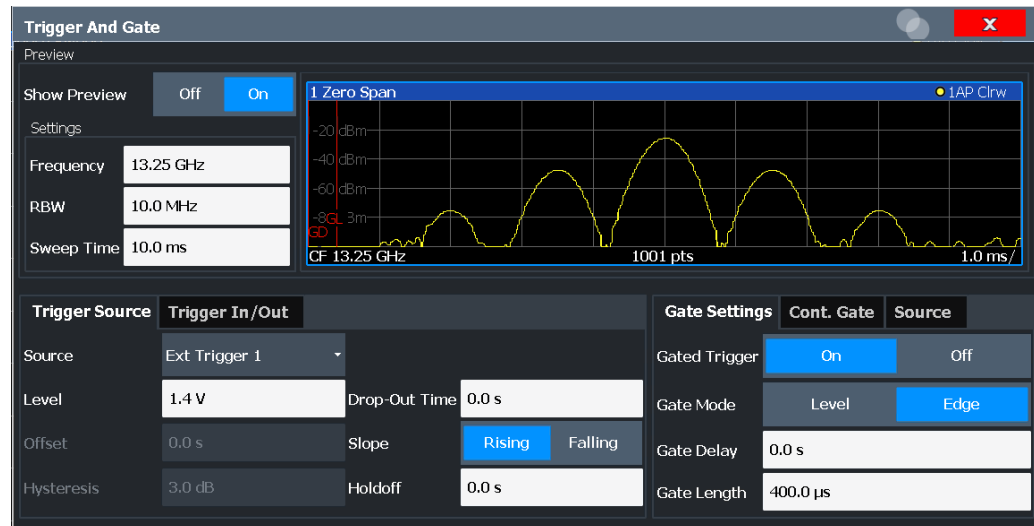 Trigger And Gate
X
Preview
Show Preview Off On
Settings
Frequency 13.25 GHz
RBW 10.0 MHz
Sweep Time 10.0 ms
1 Zero Span 1AP Clrw
-20 dBm
-40 dBm
-60 dBm
GL
GD
CF 13.25 GHz 1001 pts 1.0 ms/
Trigger Source Trigger In/Out
Source Ext Trigger 1
Level 1.4 V Drop-Out Time 0.0 s
Offset 0.0 s Slope Rising Falling
Hysteresis 3.0 dB Holdoff 0.0 s
Gate Settings Cont. Gate Source
Gated Trigger On Off
Gate Mode Level Edge
Gate Delay 0.0 s
Gate Length 400.0 µs